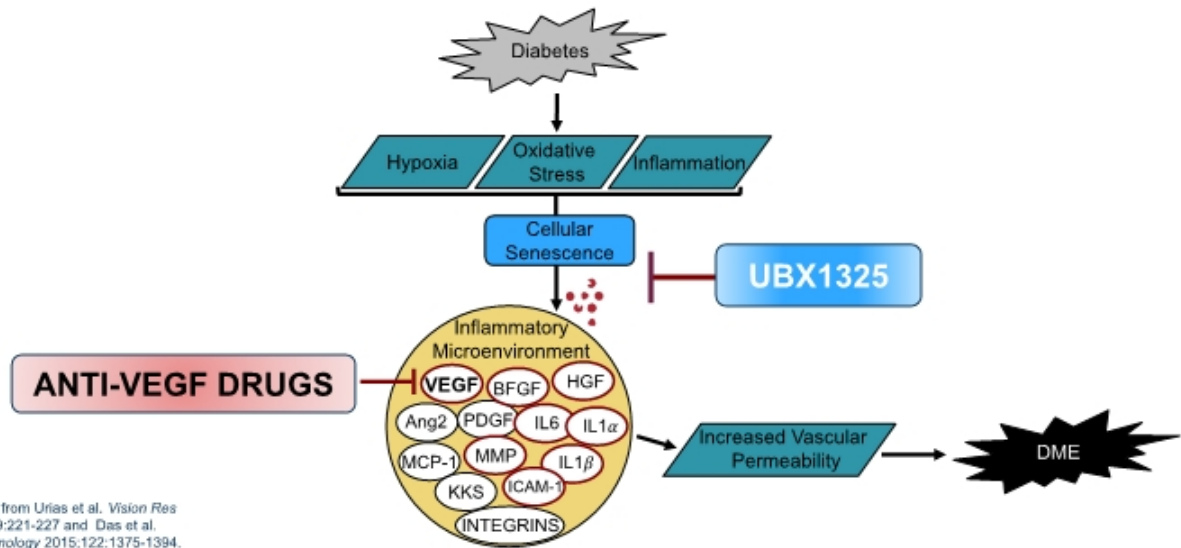 Diabetes
Hypoxia
Oxidative
Stress
Inflammation
Cellular
Senescence
UBX1325
Inflammatory
Microenvironment
ANTI-VEGF DRUGS
VEGF
BFGF
HGF
Ang2
PDGF
IL6
IL1α
MCP-1
MMP
IL1β
KKS
ICAM-1
INTEGRINS
Increased Vascular
Permeability
DME
from Urias et al. Vision Res
:221-227 and Das et al.
2015;122:1375-1394.